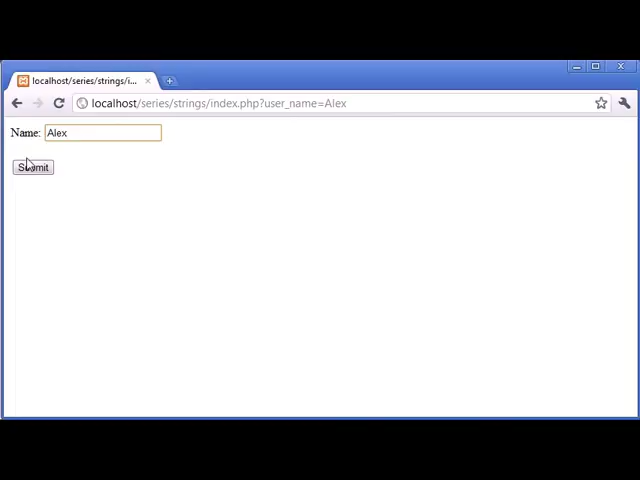 localhost/series/strings/i...
localhost/series/strings/index.php?user_name=Alex
Name: Alex
Submit